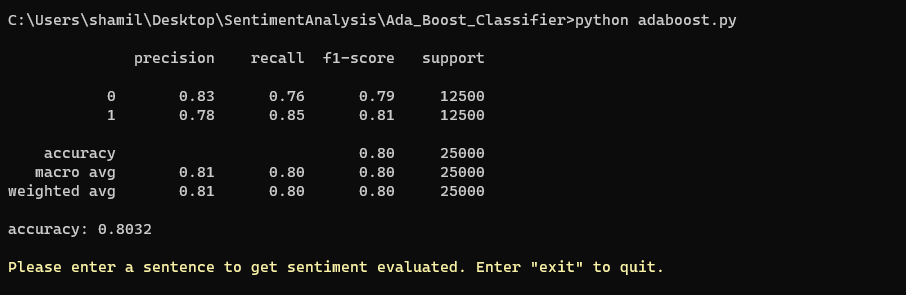 C:\Users\shamil\Desktop\SentimentAnalysis\Ada_Boost_Classifier>python adaboost.py
precision recall f1-score support
0 0.83 0.76 0.79 12500
1 0.78 0.85 0.81 12500
accuracy 0.80 25000
macro avg 0.81 0.80 0.80 25000
weighted avg 0.81 0.80 0.80 25000
accuracy: 0.8032
Please enter a sentence to get sentiment evaluated. Enter "exit" to quit.